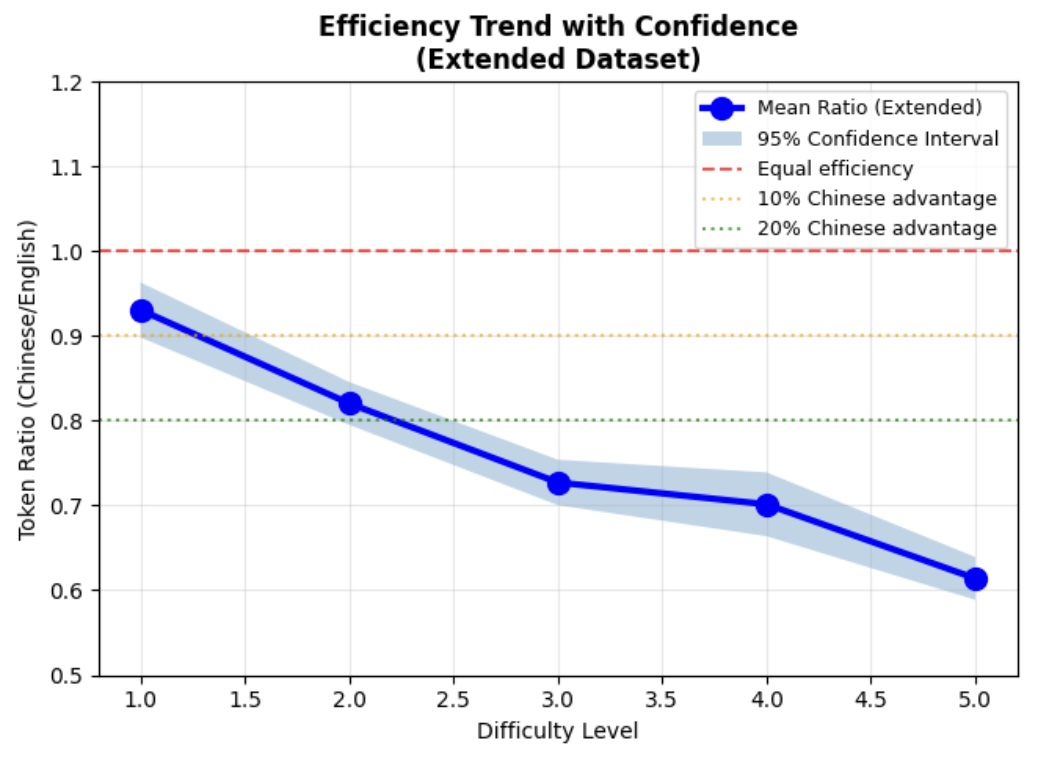 Efficiency Trend with Confidence
(Extended Dataset)
Mean Ratio (Extended)
95% Confidence Interval
Equal efficiency
10% Chinese advantage
20% Chinese advantage
Token Ratio (Chinese/English)
1.2
1.1
1.0
0.9
0.8
0.7
0.6
0.5
1.0 1.5 2.0 2.5 3.0 3.5 4.0 4.5 5.0
Difficulty Level